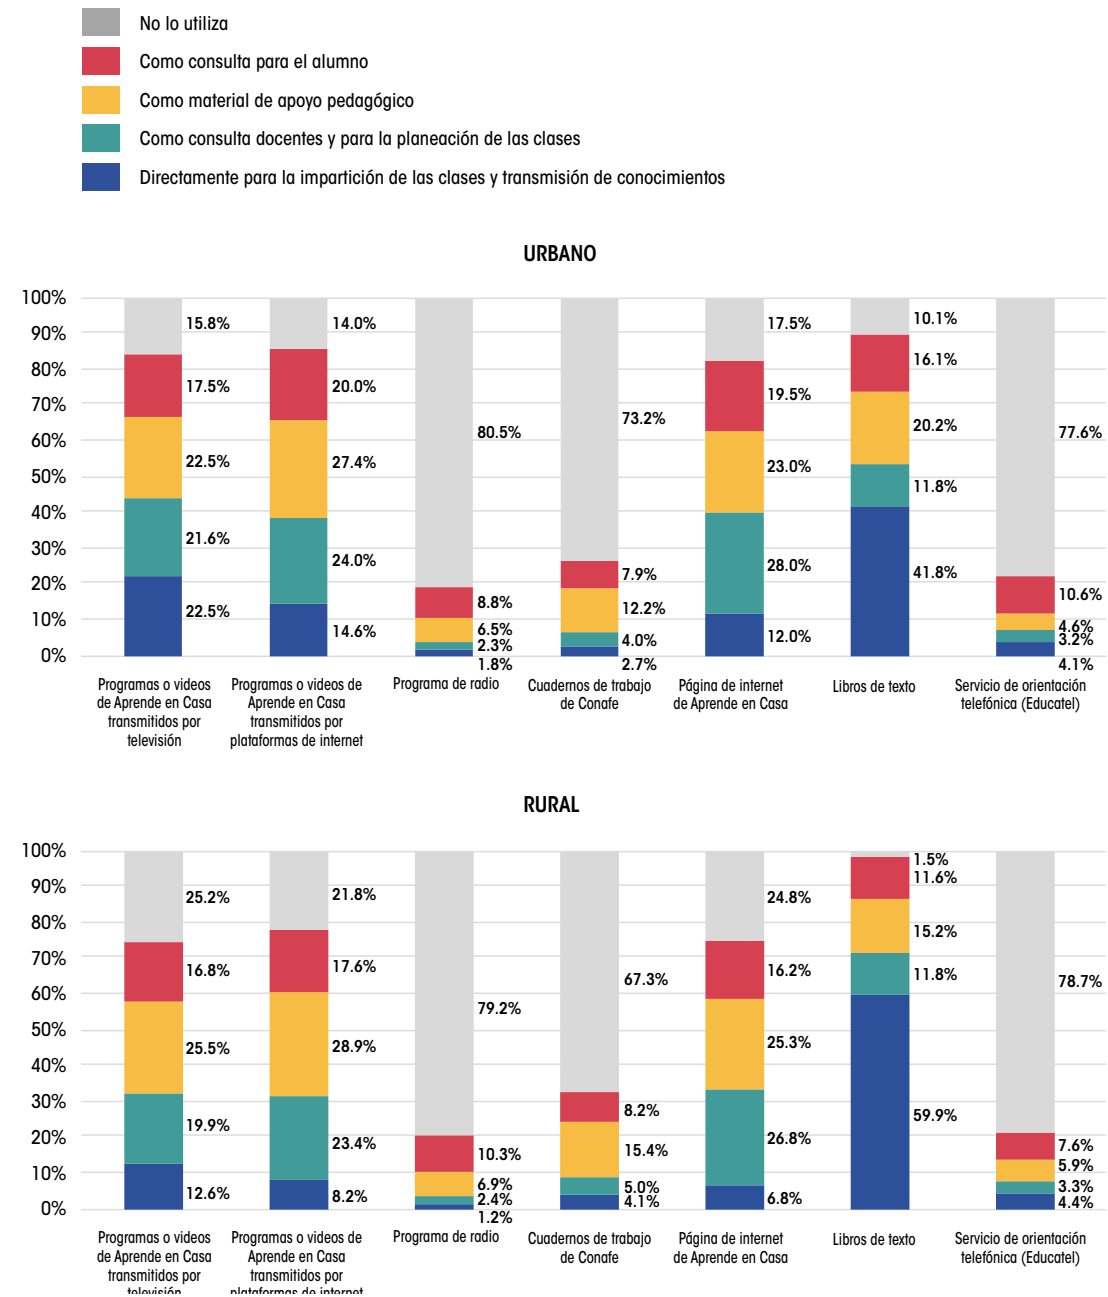 No lo utiliza
Como consulta para el alumno
Como material de apoyo pedagógico
Como consulta docentes y para la planeación de las clases
Directamente para la impartición de las clases y transmisión de conocimientos
URBANO
100%
90%
80%
70%
60%
50%
40%
30%
20%
10%
0%
15.8%
17.5%
22.5%
21.6%
22.5%
14.0%
20.0%
27.4%
24.0%
14.6%
80.5%
8.8%
6.5%
2.3%
1.8%
73.2%
7.9%
12.2%
4.0%
2.7%
17.5%
19.5%
23.0%
28.0%
12.0%
10.1%
16.1%
20.2%
11.8%
41.8%
77.6%
10.6%
4.6%
3.2%
4.1%
Programas o videos
de Aprende en Casa
transmitidos por
televisión
Programas o videos de
Aprende en Casa
transmitidos por
plataformas de internet
Programa de radio
Cuadernos de trabajo
de Conafe
Página de internet
de Aprende en Casa
Libros de texto
Servicio de orientación
telefónica (Educatel)
RURAL
100%
90%
80%
70%
60%
50%
40%
30%
20%
10%
0%
25.2%
16.8%
25.5%
19.9%
12.6%
21.8%
17.6%
28.9%
23.4%
8.2%
79.2%
10.3%
6.9%
2.4%
1.2%
67.3%
8.2%
15.4%
5.0%
4.1%
24.8%
16.2%
25.3%
26.8%
6.8%
1.5%
11.6%
15.2%
11.8%
59.9%
78.7%
7.6%
5.9%
3.3%
4.4%
Programas o videos
de Aprende en Casa
transmitidos por
televisión
Programas o videos de
Aprende en Casa
transmitidos por
plataformas de internet
Programa de radio
Cuadernos de trabajo
de Conafe
Página de internet
de Aprende en Casa
Libros de texto
Servicio de orientación
telefónica (Educatel)